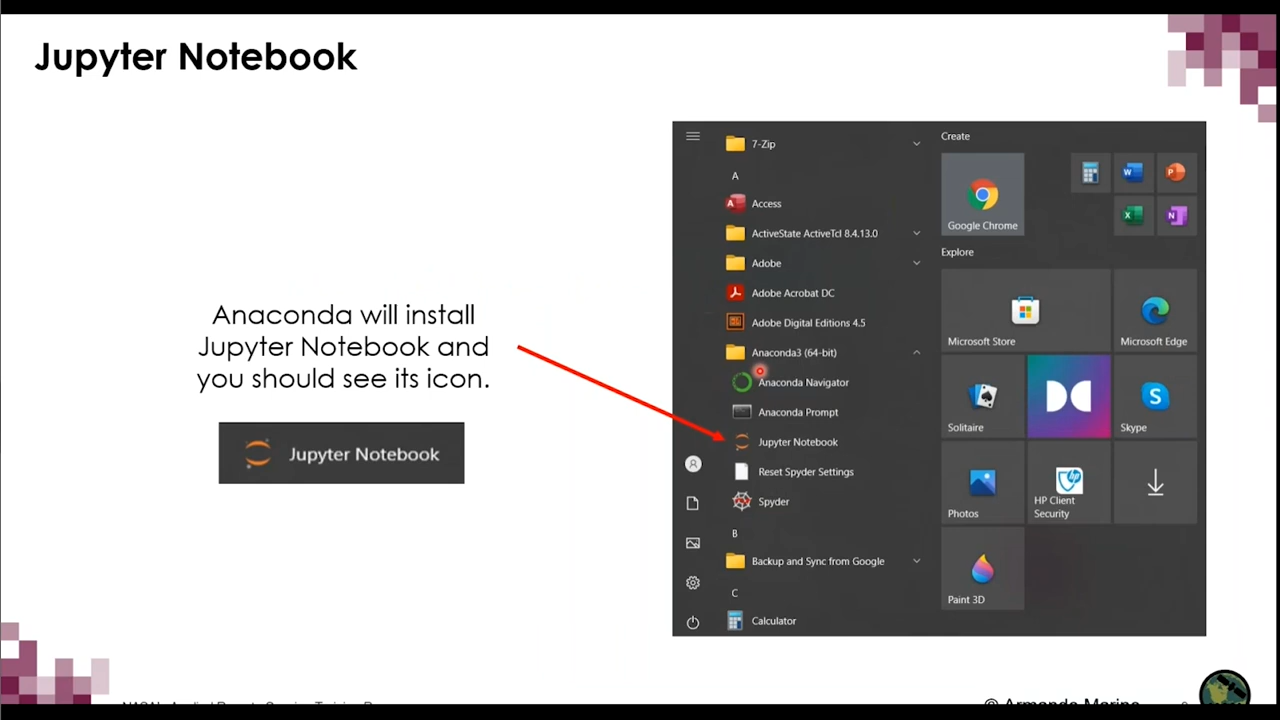 Jupyter Notebook
Anaconda will install
Jupyter Notebook and
you should see its icon.
Jupyter Notebook
7-Zip
A
Access
ActiveState ActiveTcl 8.4.13.0
Adobe
Adobe Acrobat DC
Adobe Digital Editions 4.5
Anaconda3 (64-bit)
Anaconda Navigator
Anaconda Prompt
Jupyter Notebook
Reset Spyder Settings
Spyder
B
Backup and Sync from Google
C
Calculator
Create
Google Chrome
Explore
Microsoft Store
Microsoft Edge
Solitaire
Skype
Photos
HP Client
Security
Paint 3D